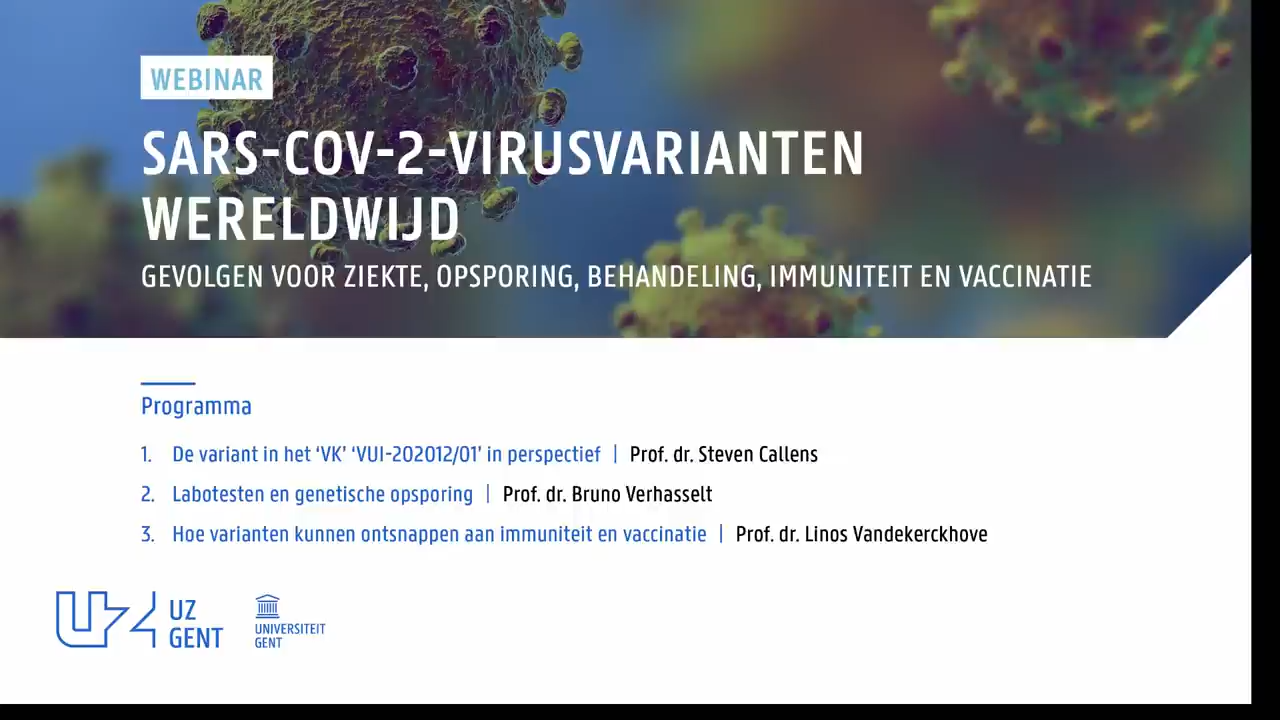 WEBINAR
SARS-COV-2-VIRUSVARIANTEN
WERELDWIJD
GEVOLGEN VOOR ZIEKTE, OPSPORING, BEHANDELING, IMMUNITEIT EN VACCINATIE
Programma
1. De variant in het ‘VK’ ‘VUI-202012/01’ in perspectief | Prof. dr. Steven Callens
2. Labotesten en genetische opsporing | Prof. dr. Bruno Verhasselt
3. Hoe varianten kunnen ontsnappen aan immuniteit en vaccinatie | Prof. dr. Linos Vandekerckhove
UZ
GENT
UNIVERSITEIT
GENT